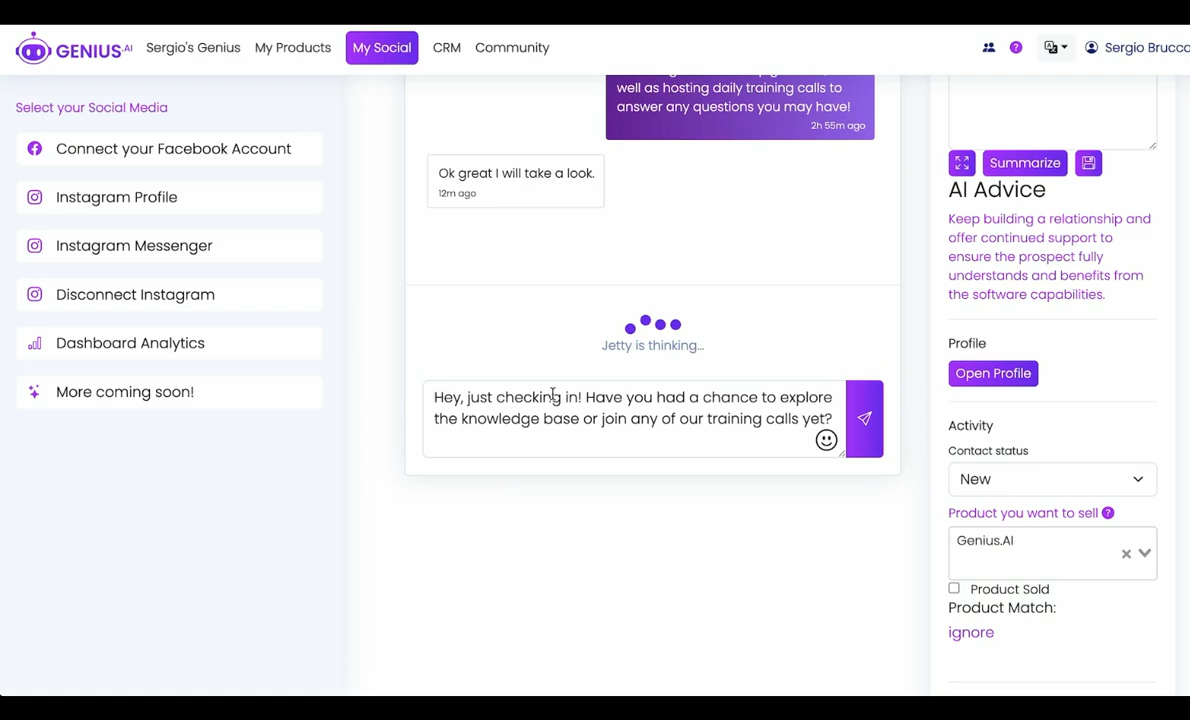 GENIUS.AI
Sergio's Genius
My Products
My Social
CRM
Community
Sergio Brucco
Select your Social Media
Connect your Facebook Account
Instagram Profile
Instagram Messenger
Disconnect Instagram
Dashboard Analytics
More coming soon!
well as hosting daily training calls to
answer any questions you may have!
2h 55m ago
Ok great I will take a look.
12m ago
Jetty is thinking...
Hey, just checking in! Have you had a chance to explore
the knowledge base or join any of our training calls yet?
Summarize
AI Advice
Keep building a relationship and
offer continued support to
ensure the prospect fully
understands and benefits from
the software capabilities.
Profile
Open Profile
Activity
Contact status
New
Product you want to sell ?
Genius.AI
Product Sold
Product Match:
ignore